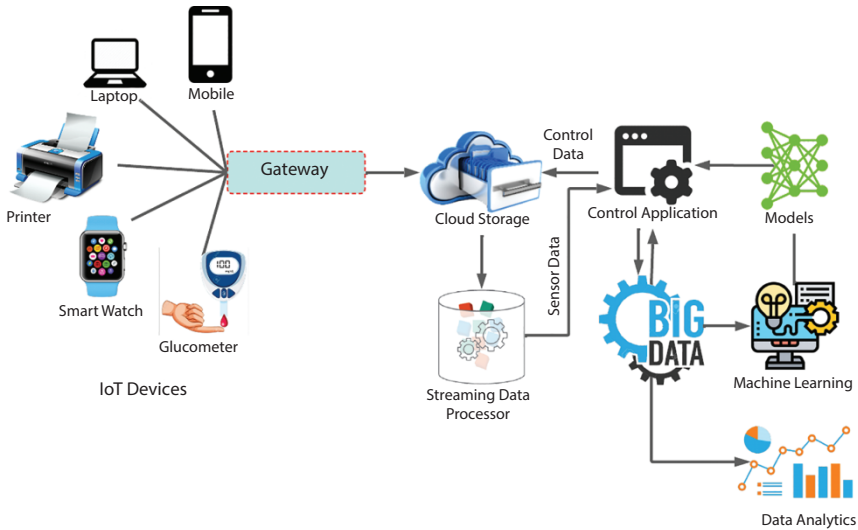 Laptop
Mobile
Printer
Smart Watch
100
Glucometer
IoT Devices
Gateway
Cloud Storage
Control
Data
Control Application
Models
Sensor Data
Streaming Data
Processor
BIG
DATA
Machine Learning
Data Analytics